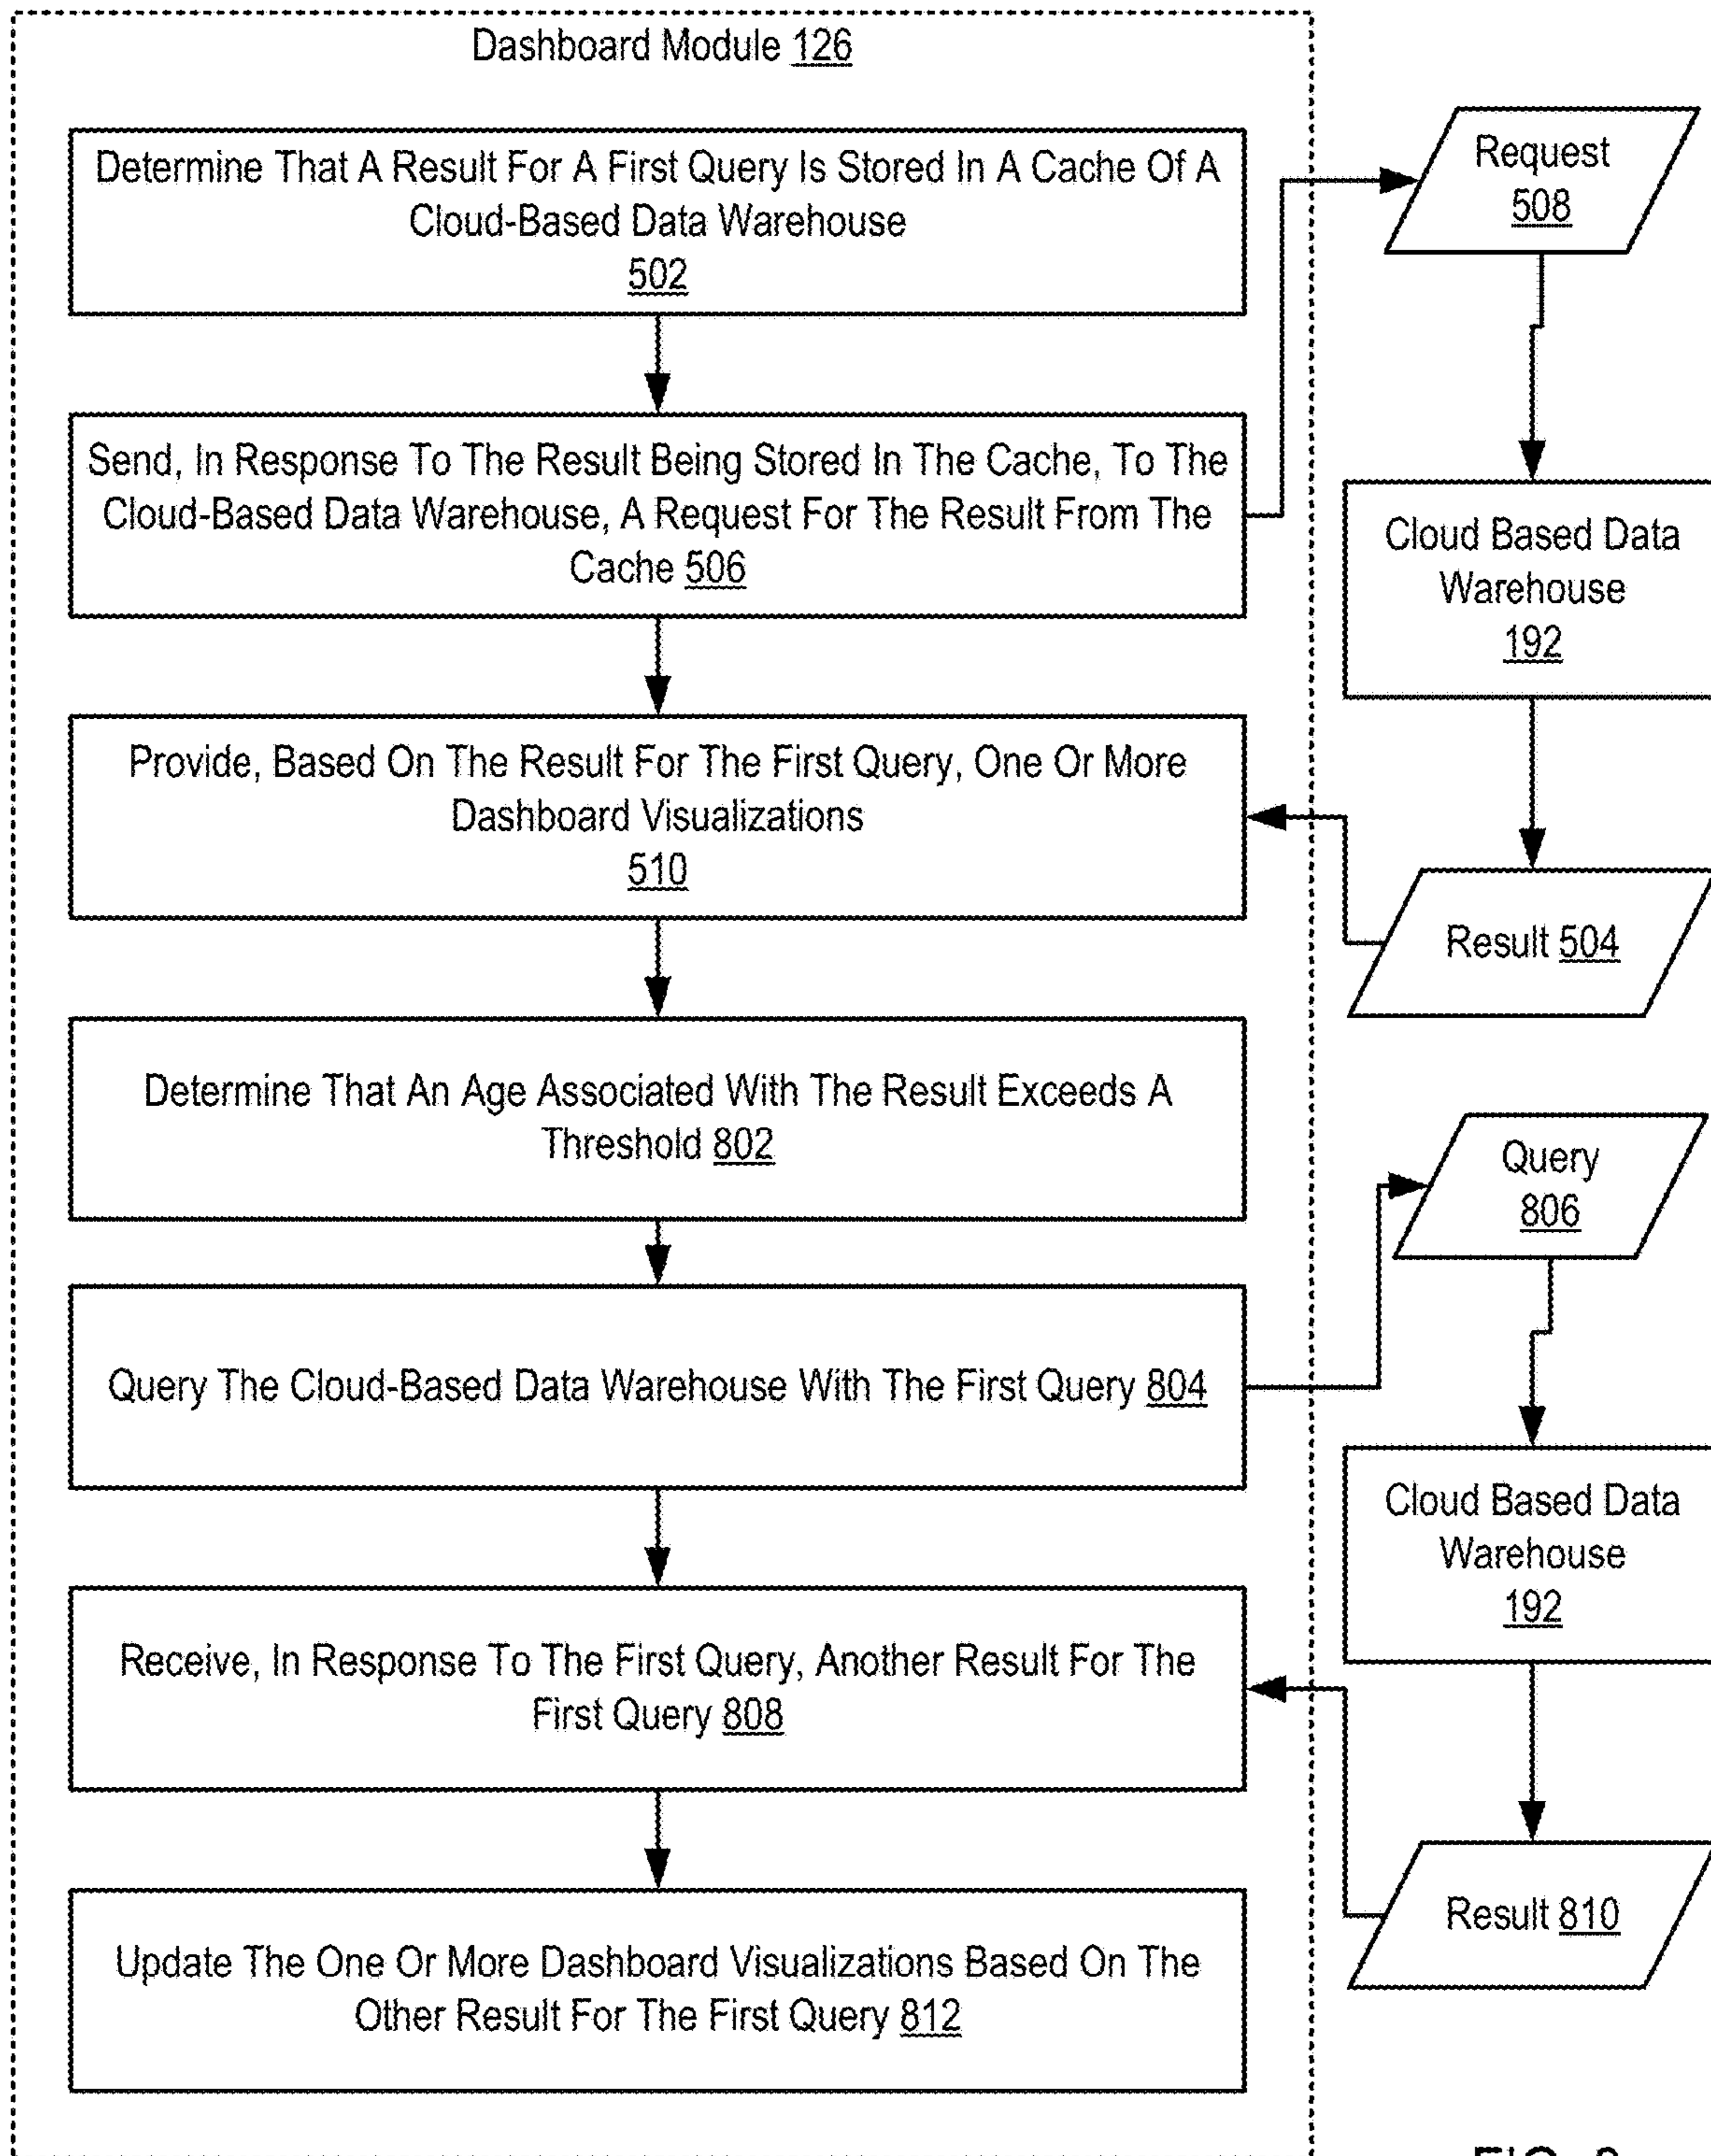 Dashboard Module 126
Determine That A Result For A First Query Is Stored In A Cache Of A
Cloud-Based Data Warehouse
502
Request
508
Send, In Response To The Result Being Stored In The Cache, To The
Cloud-Based Data Warehouse, A Request For The Result From The
Cache 506
Cloud Based Data
Warehouse
192
Provide, Based On The Result For The First Query, One Or More
Dashboard Visualizations
510
Result 504
Determine That An Age Associated With The Result Exceeds A
Threshold 802
Query
806
Query The Cloud-Based Data Warehouse With The First Query 804
Cloud Based Data
Warehouse
192
Receive, In Response To The First Query, Another Result For The
First Query 808
Result 810
Update The One Or More Dashboard Visualizations Based On The
Other Result For The First Query 812